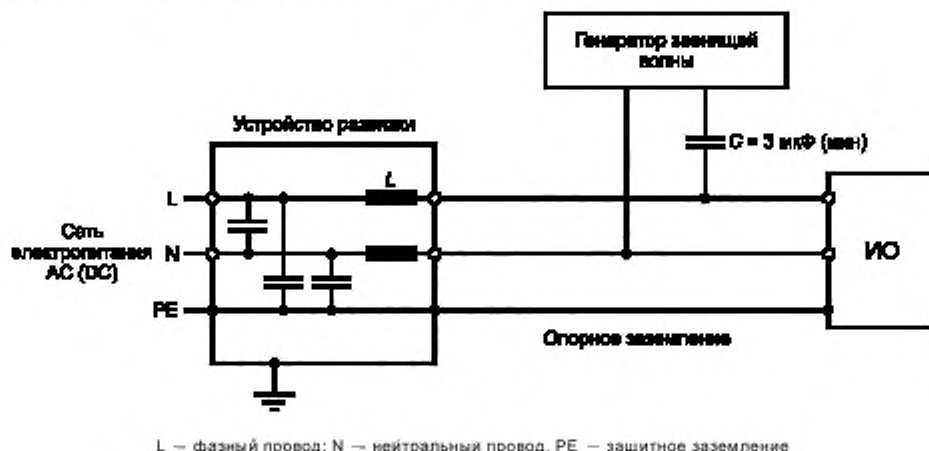 Генератор звенящей
волны
Устройство развязки
C = 3 мкФ (мин)
L
L
Сеть
электропитания
AC (DC)
N
ИО
PE
Опорное заземление
L — фазный провод; N — нейтральный провод, PE — защитное заземление